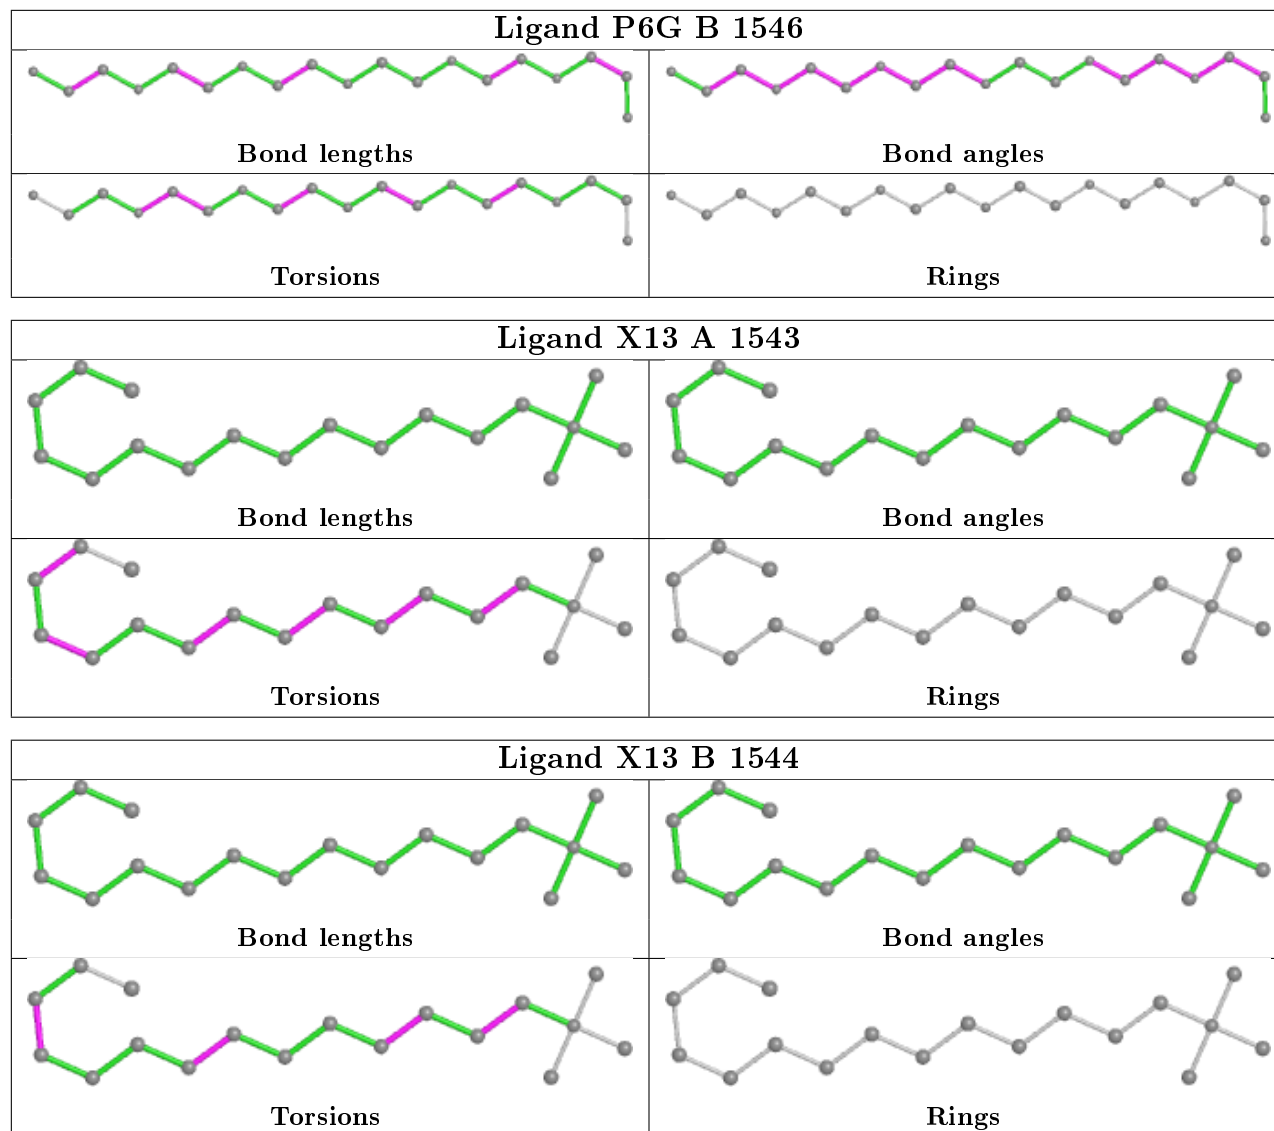 Ligand P6G B 1546
Bond lengths
Bond angles
Torsions
Rings
Ligand X13 A 1543
Bond lengths
Bond angles
Torsions
Rings
Ligand X13 B 1544
Bond lengths
Bond angles
Torsions
Rings